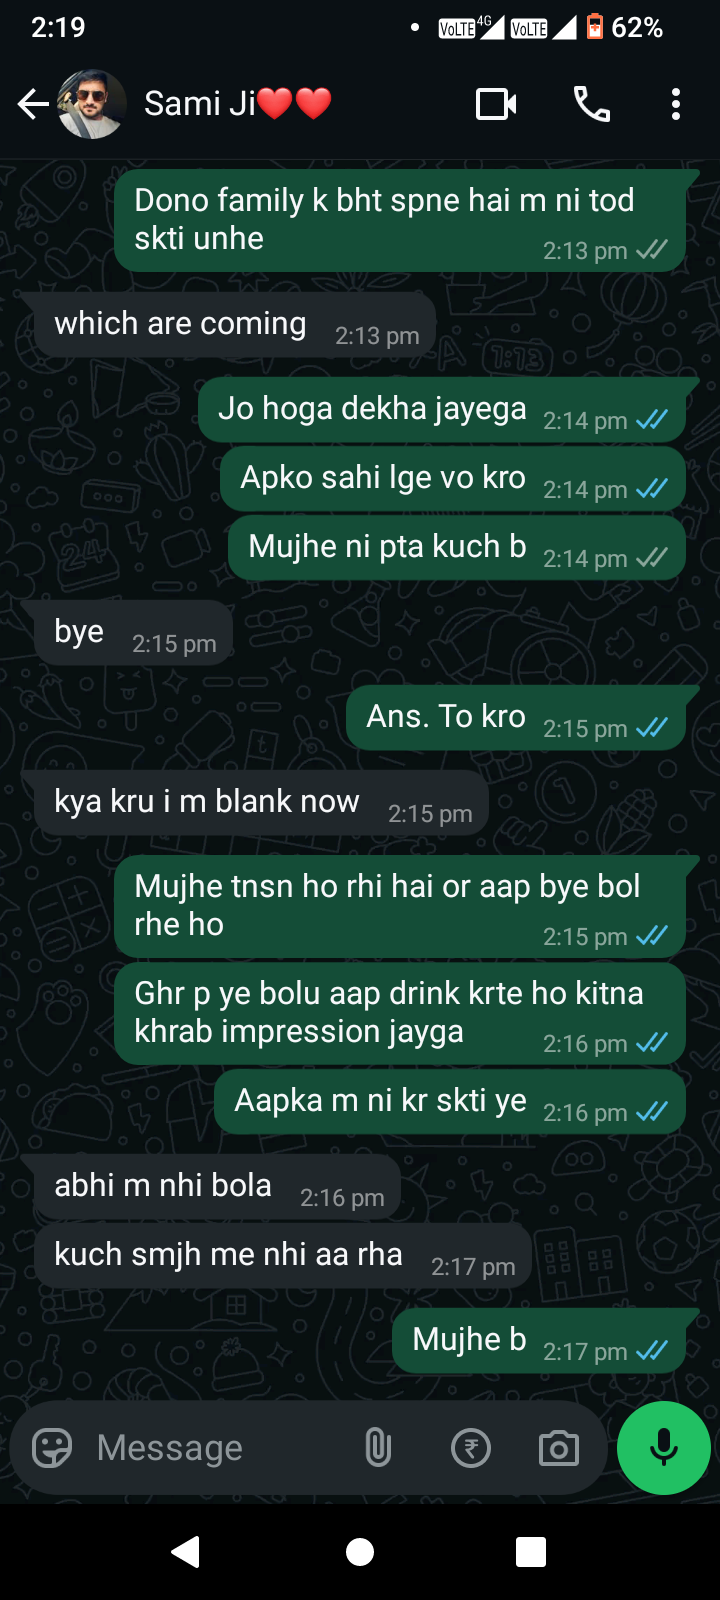 2:19
VoLTE 4G VoLTE 62%
Sami Ji❤️❤️
Dono family k bht spne hai m ni tod
skti unhe
2:13 pm
which are coming 2:13 pm
Jo hoga dekha jayega 2:14 pm
Apko sahi lge vo kro 2:14 pm
Mujhe ni pta kuch b 2:14 pm
bye 2:15 pm
Ans. To kro 2:15 pm
kya kru i m blank now 2:15 pm
Mujhe tnsn ho rhi hai or aap bye bol
rhe ho
2:15 pm
Ghr p ye bolu aap drink krte ho kitna
khrab impression jayga
2:16 pm
Aapka m ni kr skti ye 2:16 pm
abhi m nhi bola 2:16 pm
kuch smjh me nhi aa rha 2:17 pm
Mujhe b 2:17 pm
Message